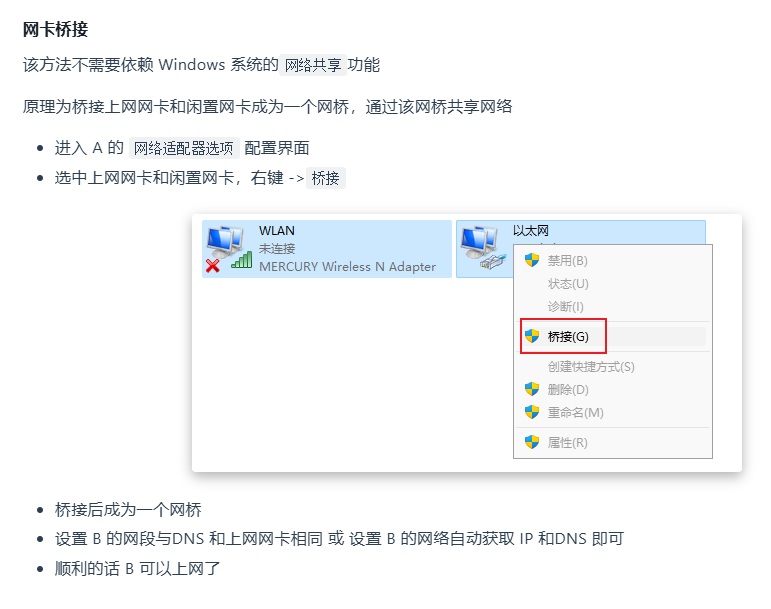 网卡桥接
该方法不需要依赖 Windows 系统的 网络共享 功能
原理为桥接上网网卡和闲置网卡成为一个网桥，通过该网桥共享网络
进入 A 的 网络适配器选项 配置界面
选中上网网卡和闲置网卡，右键 -> 桥接
WLAN
未连接
MERCURY Wireless N Adapter
以太网
禁用(B)
状态(U)
诊断(I)
桥接(G)
创建快捷方式(S)
删除(D)
重命名(M)
属性(R)
桥接后成为一个网桥
设置 B 的网段与DNS 和上网网卡相同 或 设置 B 的网络自动获取 IP 和DNS 即可
顺利的话 B 可以上网了